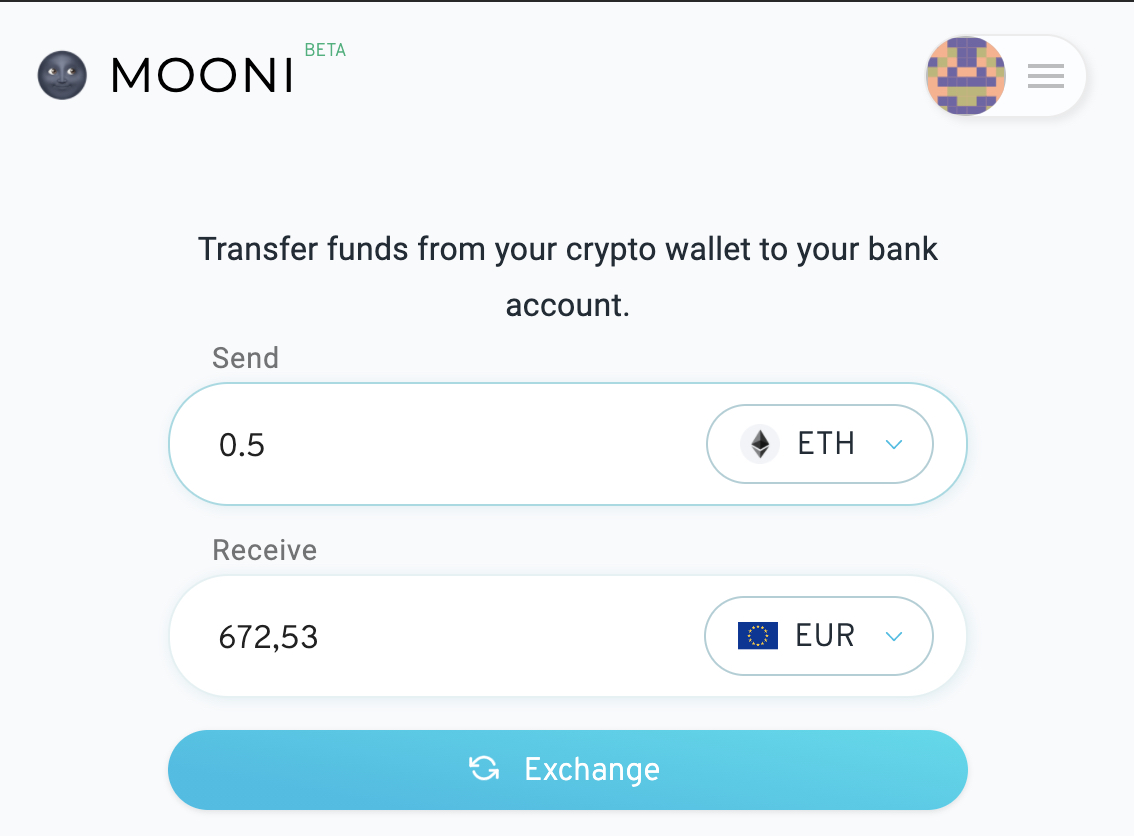 MOONI BETA
Transfer funds from your crypto wallet to your bank
account.
Send
0.5 ETH
Receive
672,53 EUR
Exchange